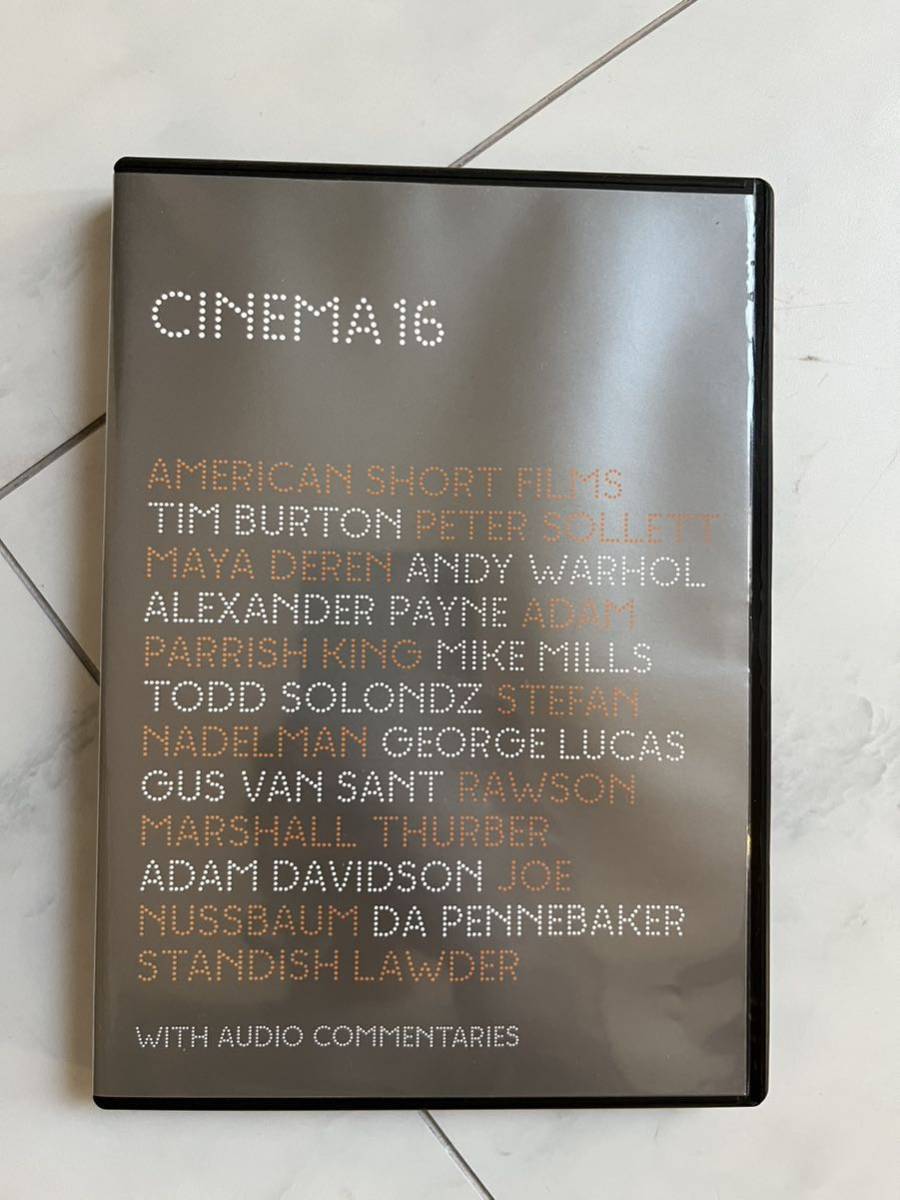 CINEMA16
AMERICAN SHORT FILMS
TIM BURTON PETER SOLLETT
MAYA DEREN ANDY WARHOL
ALEXANDER PAYNE ADAM
PARRISH KING MIKE MILLS
TODD SOLONDZ STEFAN
NADELMAN GEORGE LUCAS
GUS VAN SANT RAWSON
MARSHALL THURBER
ADAM DAVIDSON JOE
NUSSBAUM DA PENNEBAKER
STANDISH LAWDER
WITH AUDIO COMMENTARIES